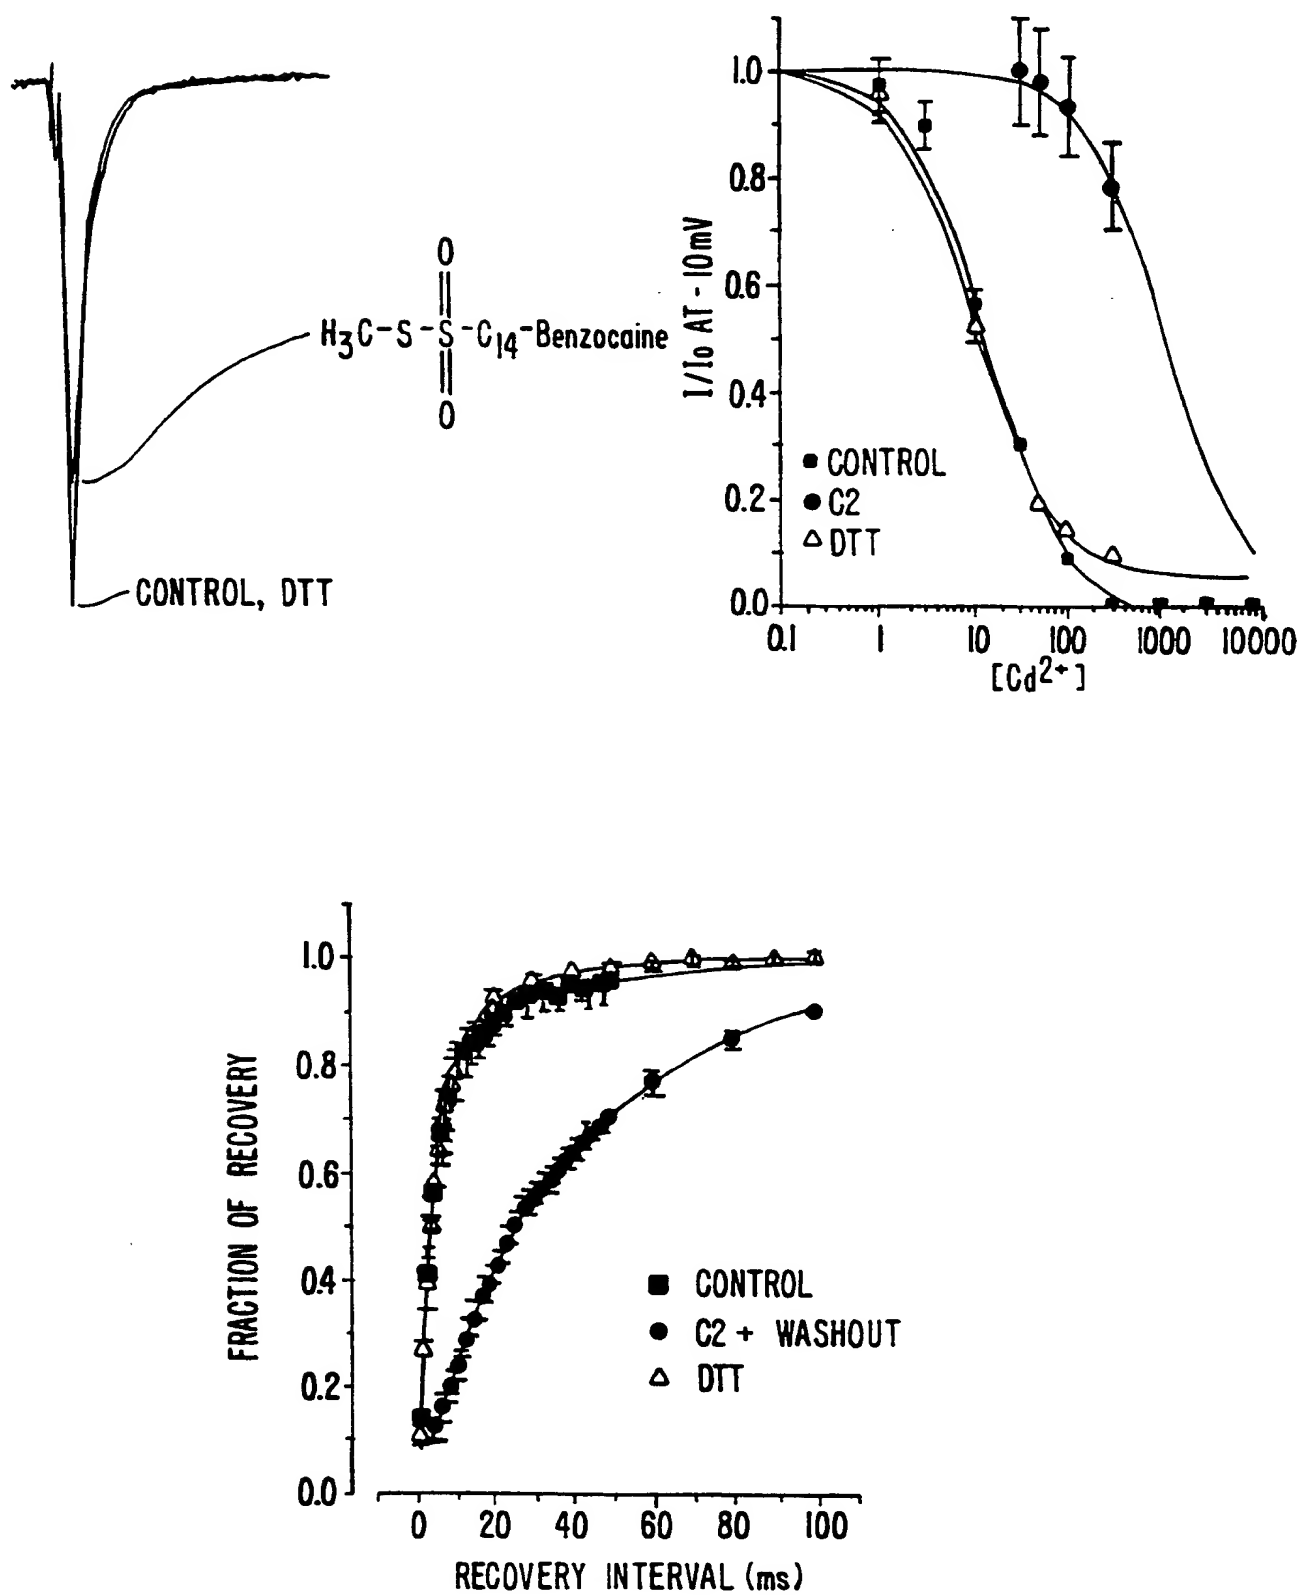 O
H3C-S-S-C14-Benzocaine
O
CONTROL, DTT
I/Io AT -10mV
1.0
0.8
0.6
0.4
0.2
0.0
■ CONTROL
● C2
△ DTT
0.1 1 10 100 1000 10000
[Cd2+]
FRACTION OF RECOVERY
1.0
0.8
0.6
0.4
0.2
0.0
■ CONTROL
● C2 + WASHOUT
△ DTT
0 20 40 60 80 100
RECOVERY INTERVAL (ms)